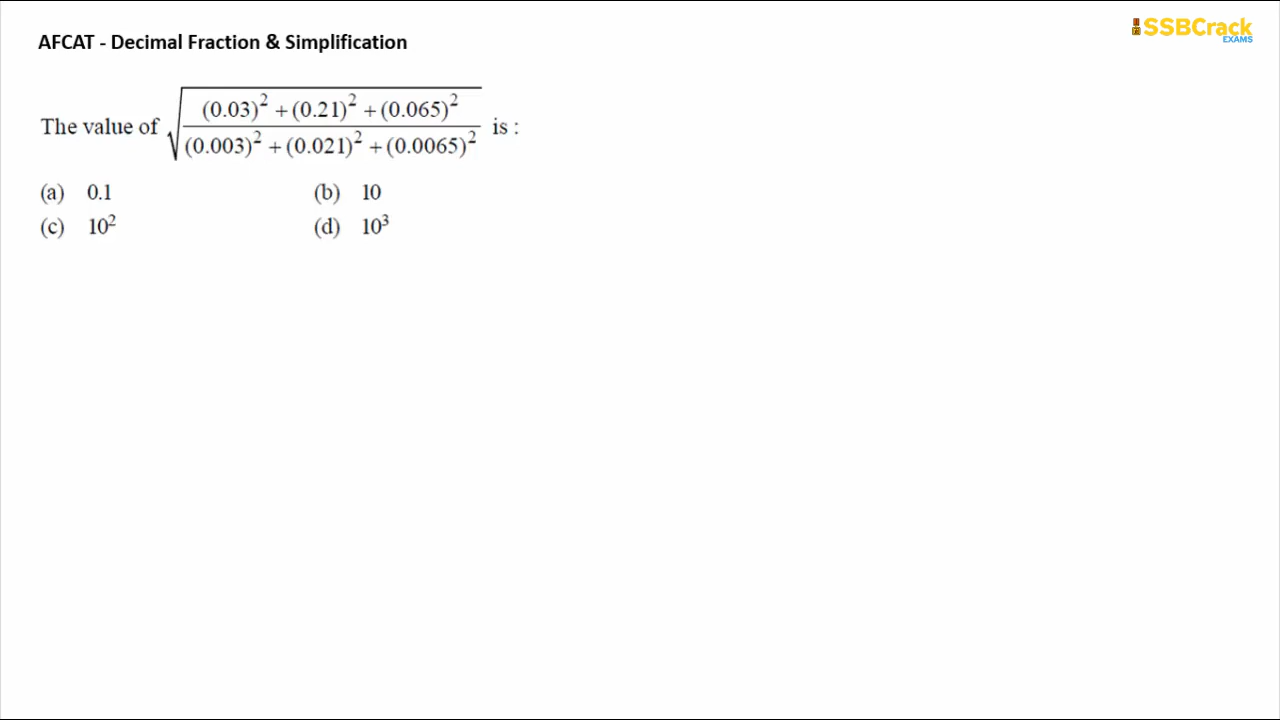 AFCAT - Decimal Fraction & Simplification
SSBCrack
EXAMS
The value of √((0.03)² + (0.21)² + (0.065)² / (0.003)² + (0.021)² + (0.0065)²) is :
(a) 0.1 (b) 10
(c) 10² (d) 10³